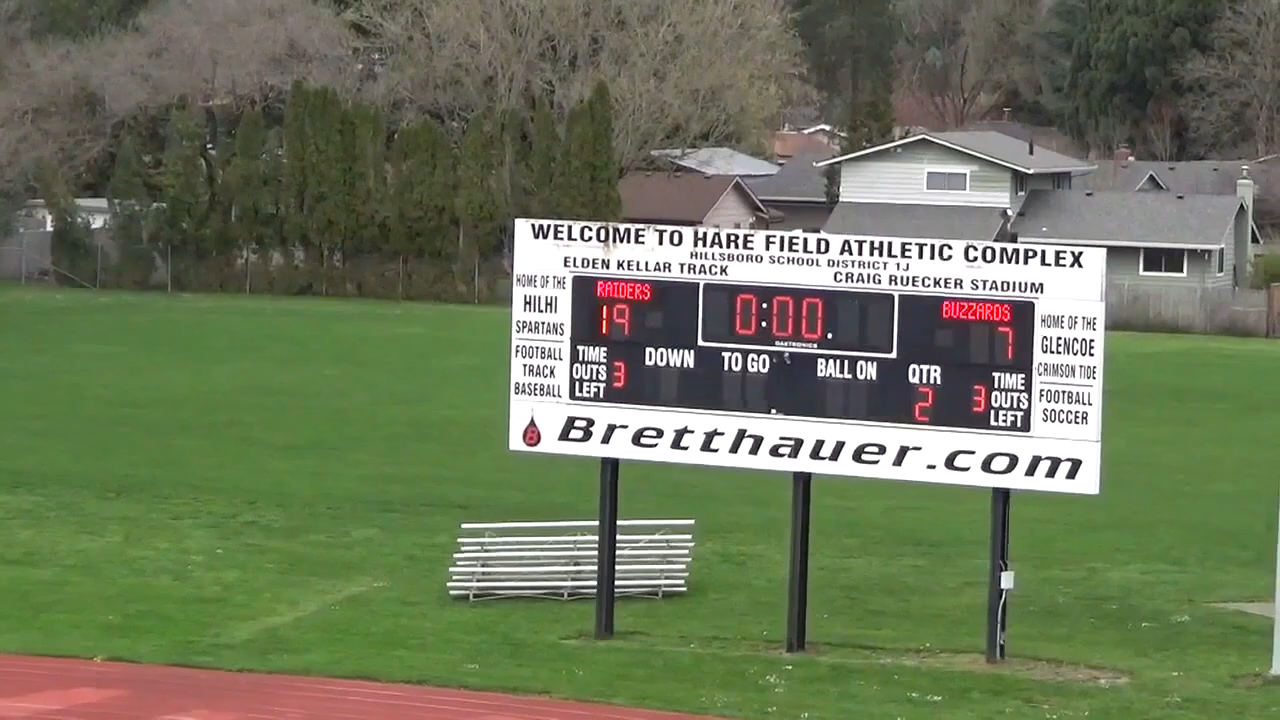 WELCOME TO HARE FIELD ATHLETIC COMPLEX
HILLSBORO SCHOOL DISTRICT 1J
ELDEN KELLAR TRACK
CRAIG RUECKER STADIUM
HOME OF THE
HILHI
SPARTANS
FOOTBALL
TRACK
BASEBALL
RAIDERS
19
0:00.
DAKTRONICS
BUZZARDS
7
TIME
OUTS
LEFT
3
DOWN
TO GO
BALL ON
QTR
2
3
TIME
OUTS
LEFT
HOME OF THE
GLENCOE
CRIMSON TIDE
FOOTBALL
SOCCER
B
Bretthauer.com